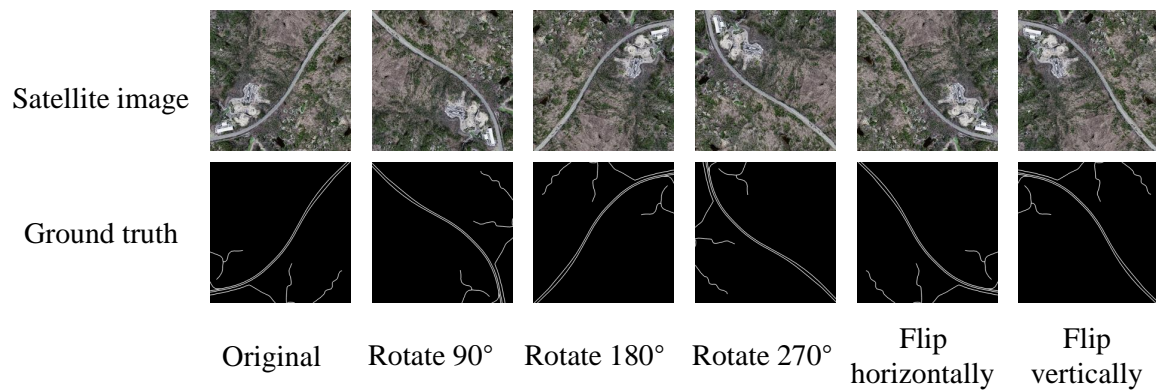 Satellite image
Ground truth
Original
Rotate 90°
Rotate 180°
Rotate 270°
Flip
horizontally
Flip
vertically